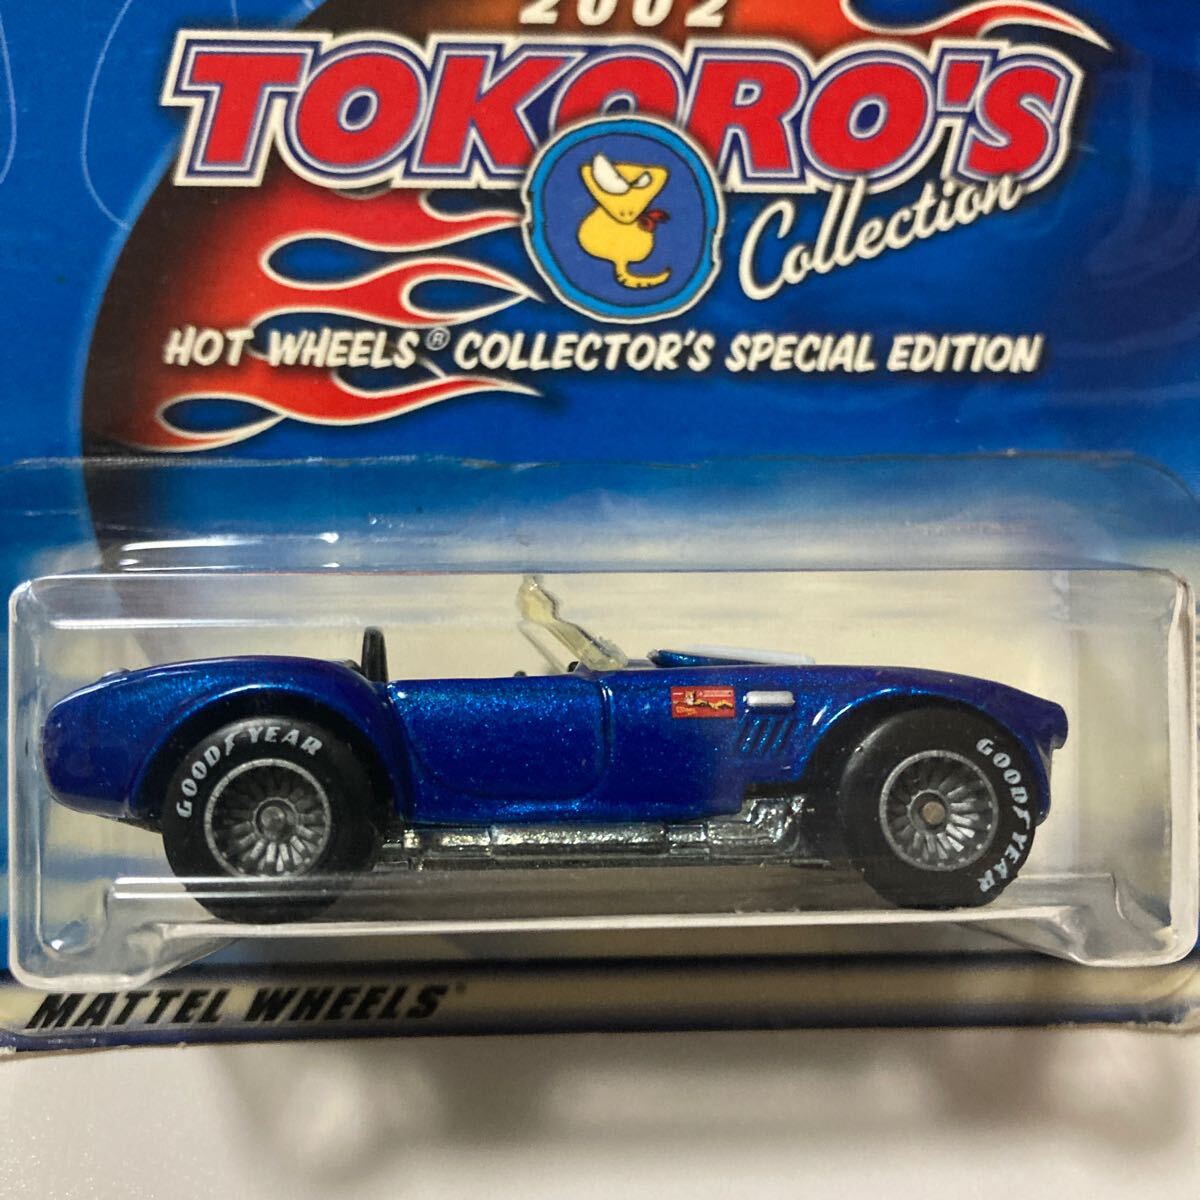 2002
TOKORO'S
Collection
HOT WHEELS® COLLECTOR'S SPECIAL EDITION
GOODYEAR
GOODYEAR
MATTEL WHEELS